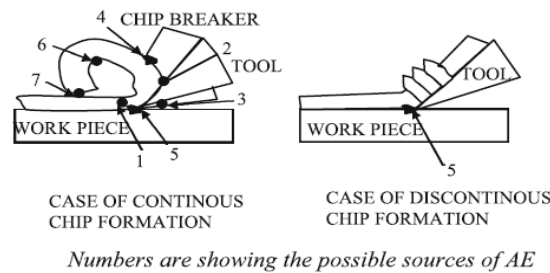 4 CHIP BREAKER
6
2
TOOL
7
3
WORK PIECE
1
5
CASE OF CONTINOUS
CHIP FORMATION
TOOL
WORK PIECE
5
CASE OF DISCONTINOUS
CHIP FORMATION
Numbers are showing the possible sources of AE